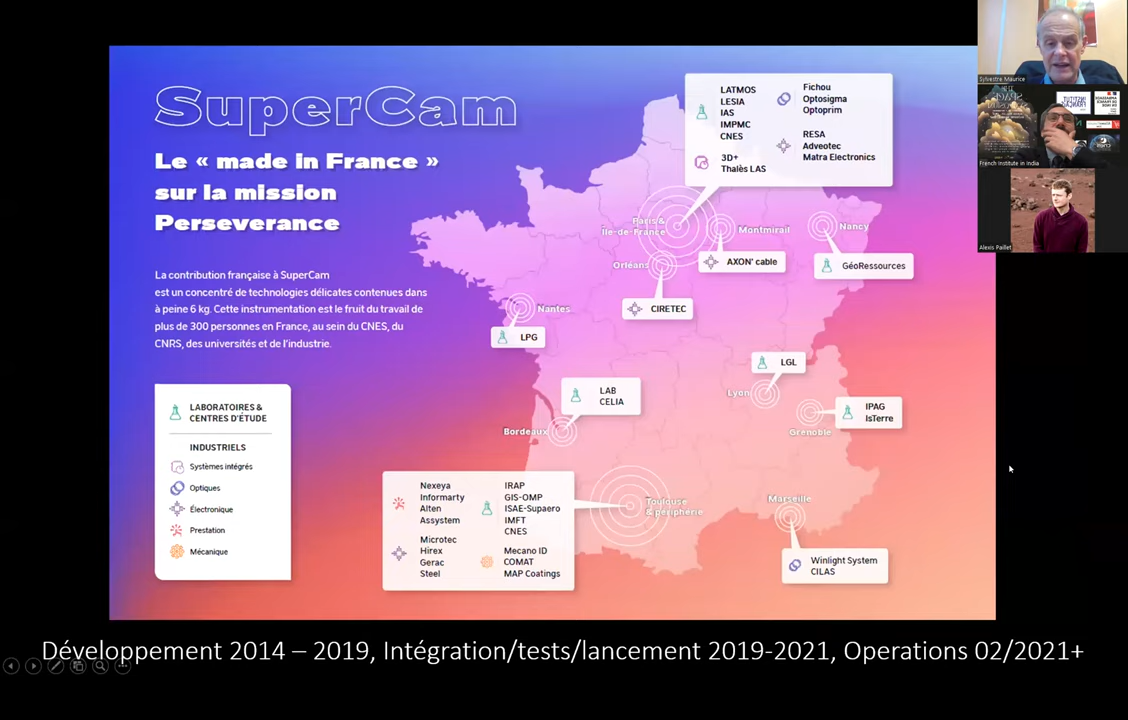 SuperCam
Le « made in France »
sur la mission
Perseverance
La contribution française à SuperCam
est un concentré de technologies délicates contenues dans
à peine 6 kg. Cette instrumentation est le fruit du travail de
plus de 300 personnes en France, au sein du CNES, du
CNRS, des universités et de l'industrie.
LABORATOIRES &
CENTRES D'ÉTUDE
INDUSTRIELS
Systèmes intégrés
Optiques
Électronique
Prestation
Mécanique
LATMOS
LESIA
IAS
IMPMC
CNES
3D+
Thalès LAS
Fichou
Optosigma
Optoprim
RESA
Adveotec
Matra Electronics
Paris &
Île-de-France
Montmirail
Nancy
AXON' cable
GéoRessources
Orléans
CIRETEC
Nantes
LPG
LGL
Lyon
LAB
CELIA
Bordeaux
IPAG
IsTerre
Grenoble
Nexeya
Informarty
Alten
Assystem
Microtec
Hirex
Gerac
Steel
IRAP
GIS-OMP
ISAE-Supaero
IMFT
CNES
Mecano ID
COMAT
MAP Coatings
Toulouse
& périphérie
Marseille
Winlight System
CILAS
Développement 2014 – 2019, Intégration/tests/lancement 2019-2021, Operations 02/2021+
Sylvestre Maurice
French Institute in India
Alexis Paillet